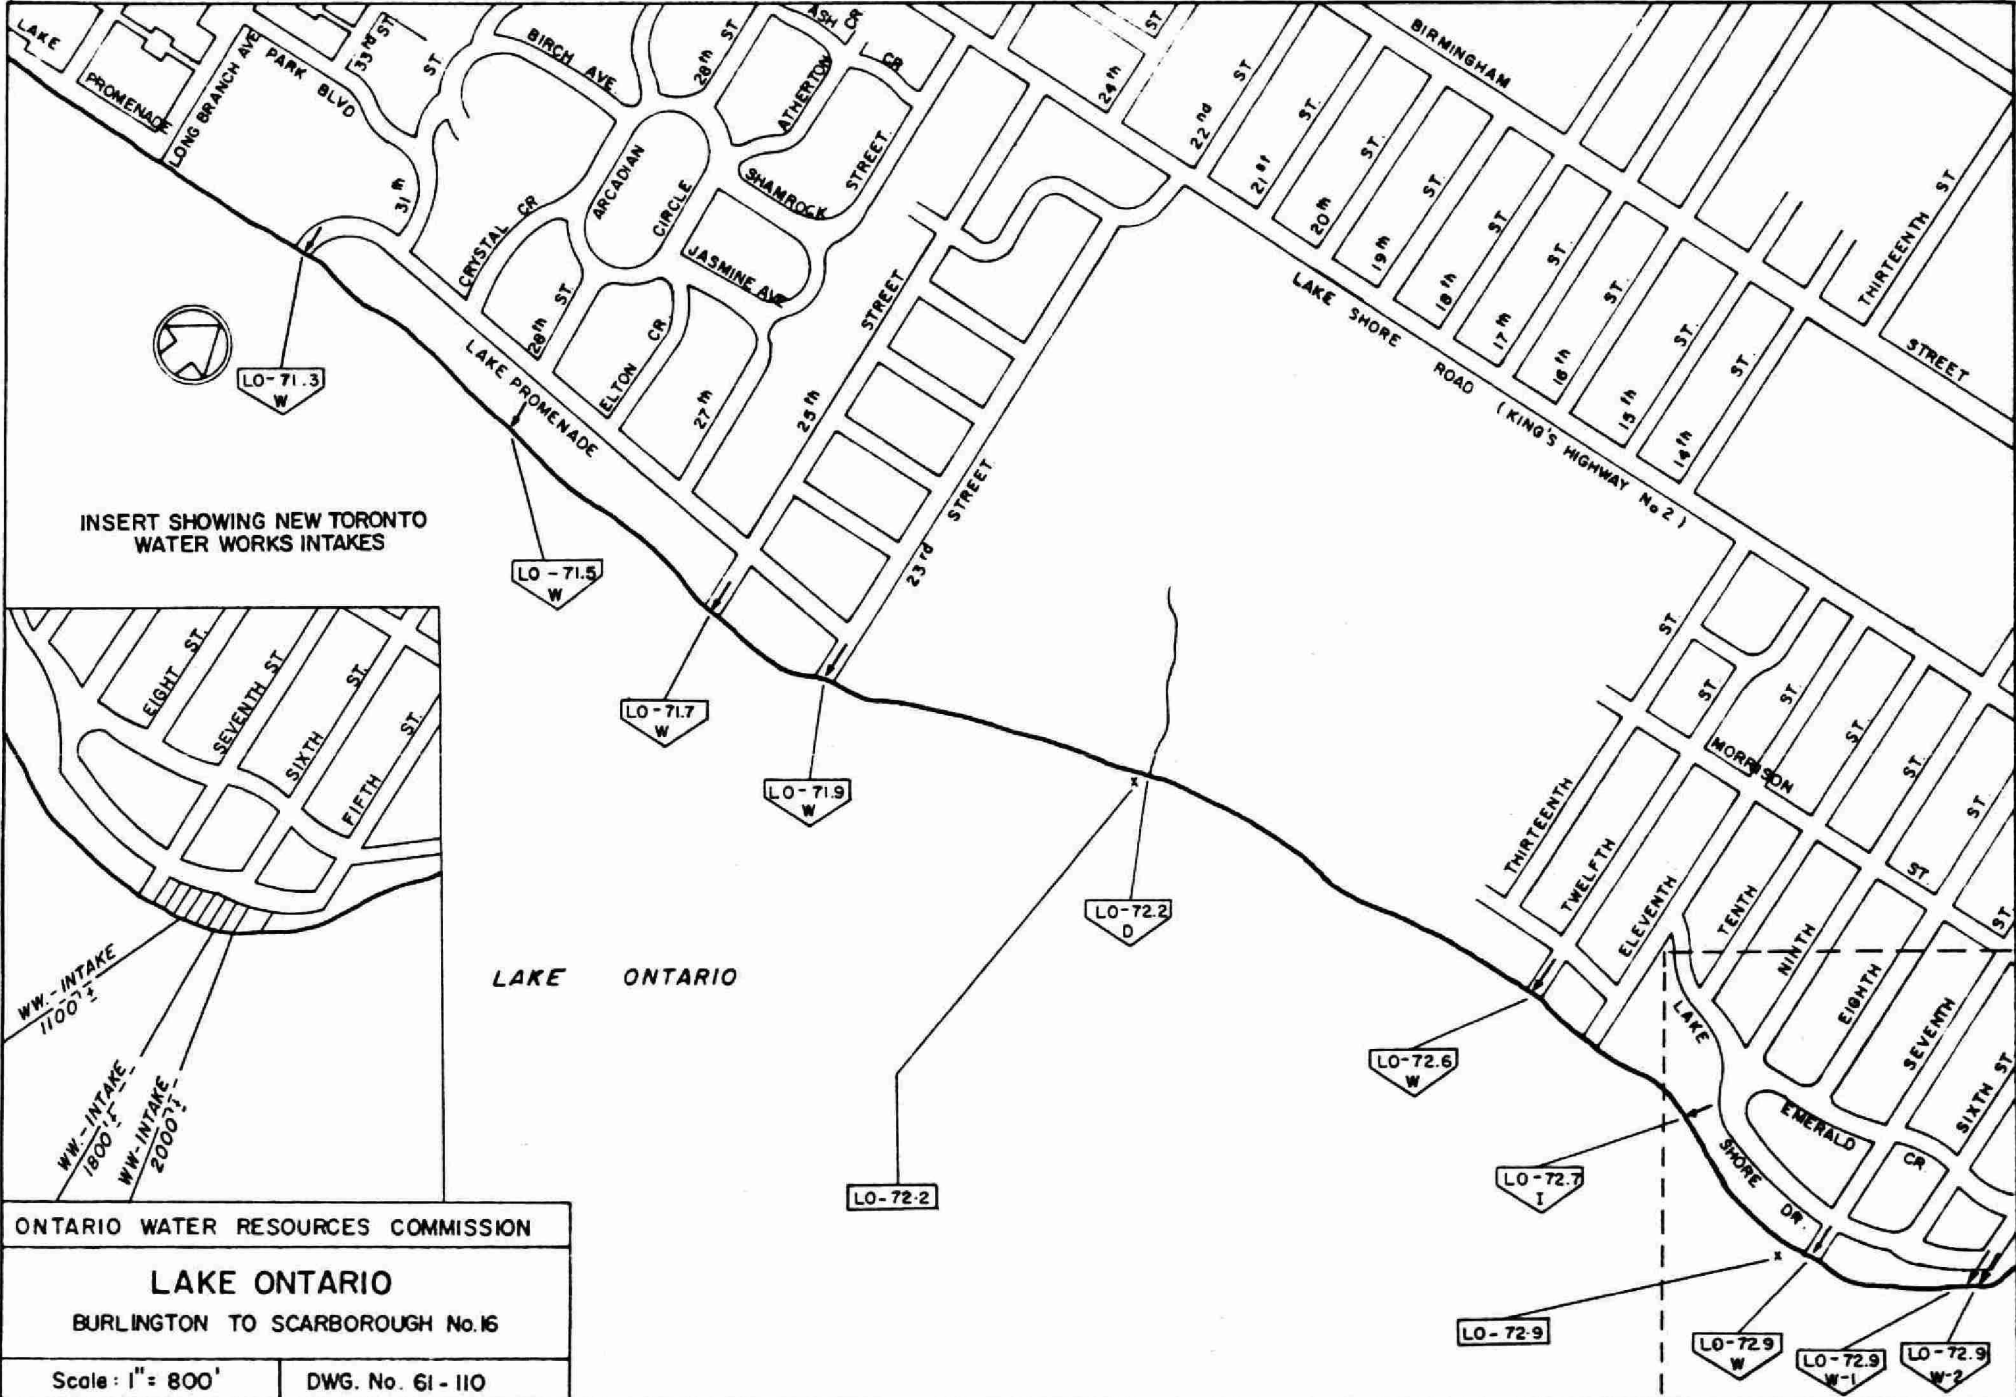 LAKE
PROMENADE
LONG BRANCH AVE
PARK BLVD
33rd ST.
ST
BIRCH AVE.
28th ST
ASH CR
ATHERTON
CR
31th
ARCADIAN
CIRCLE
SHAMROCK
STREET
CRYSTAL CR
JASMINE AVE
28th ST.
ELTON CR.
27th
LAKE PROMENADE
25th STREET
23rd STREET
24th ST
22nd ST
21st ST.
20th ST.
19th ST.
18th ST
17th ST.
16th ST.
15th ST.
14th ST.
BIRMINGHAM
STREET
THIRTEENTH ST
LAKE SHORE ROAD (KING'S HIGHWAY No 2)
LO-71.3
W
LO-71.5
W
LO-71.7
W
LO-71.9
W
LO-72.2
D
LO-72.2
LO-72.6
W
LO-72.7
I
LO-72.9
LO-72.9
W
LO-72.9
W-1
LO-72.9
W-2
THIRTEENTH ST.
TWELFTH ST.
ELEVENTH ST.
TENTH ST.
NINTH ST.
EIGHTH ST.
SEVENTH ST.
SIXTH ST
MORRISON ST.
LAKE SHORE DR.
EMERALD CR
LAKE ONTARIO
INSERT SHOWING NEW TORONTO
WATER WORKS INTAKES
EIGHT ST.
SEVENTH ST
SIXTH ST.
FIFTH ST.
WW.-INTAKE
1100'±
WW.-INTAKE
1800'±
WW-INTAKE
2000'±
ONTARIO WATER RESOURCES COMMISSION
LAKE ONTARIO
BURLINGTON TO SCARBOROUGH No.16
Scale: 1"= 800'
DWG. No. 61-110